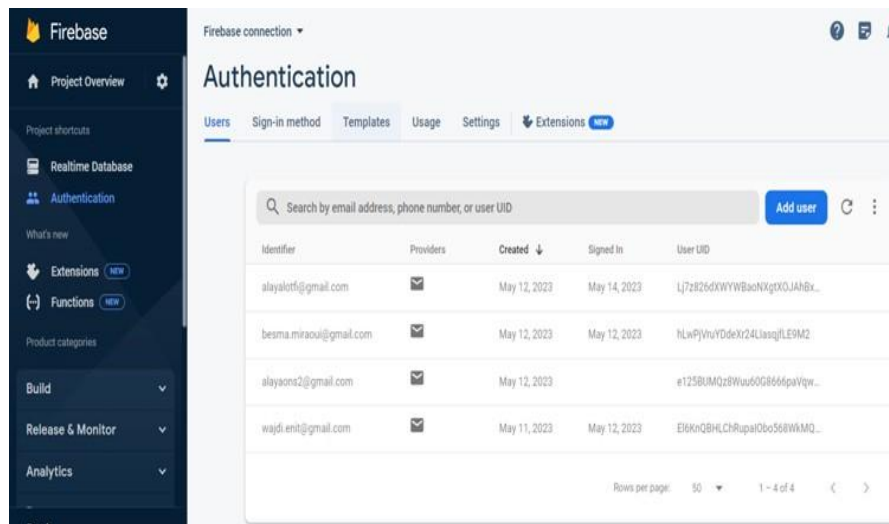 Firebase
Project Overview
Project shortcuts
Realtime Database
Authentication
What's new
Extensions NEW
Functions NEW
Product categories
Build
Release & Monitor
Analytics
Firebase connection
Authentication
Users Sign-in method Templates Usage Settings Extensions NEW
Search by email address, phone number, or user UID Add user
Identifier Providers Created Signed In User UID
alayalotfi@gmail.com May 12, 2023 May 14, 2023
besma.miraoui@gmail.com May 12, 2023 May 12, 2023
alayaons2@gmail.com May 12, 2023
wajdi.enit@gmail.com May 11, 2023 May 12, 2023
Rows per page: 50 1 – 4 of 4